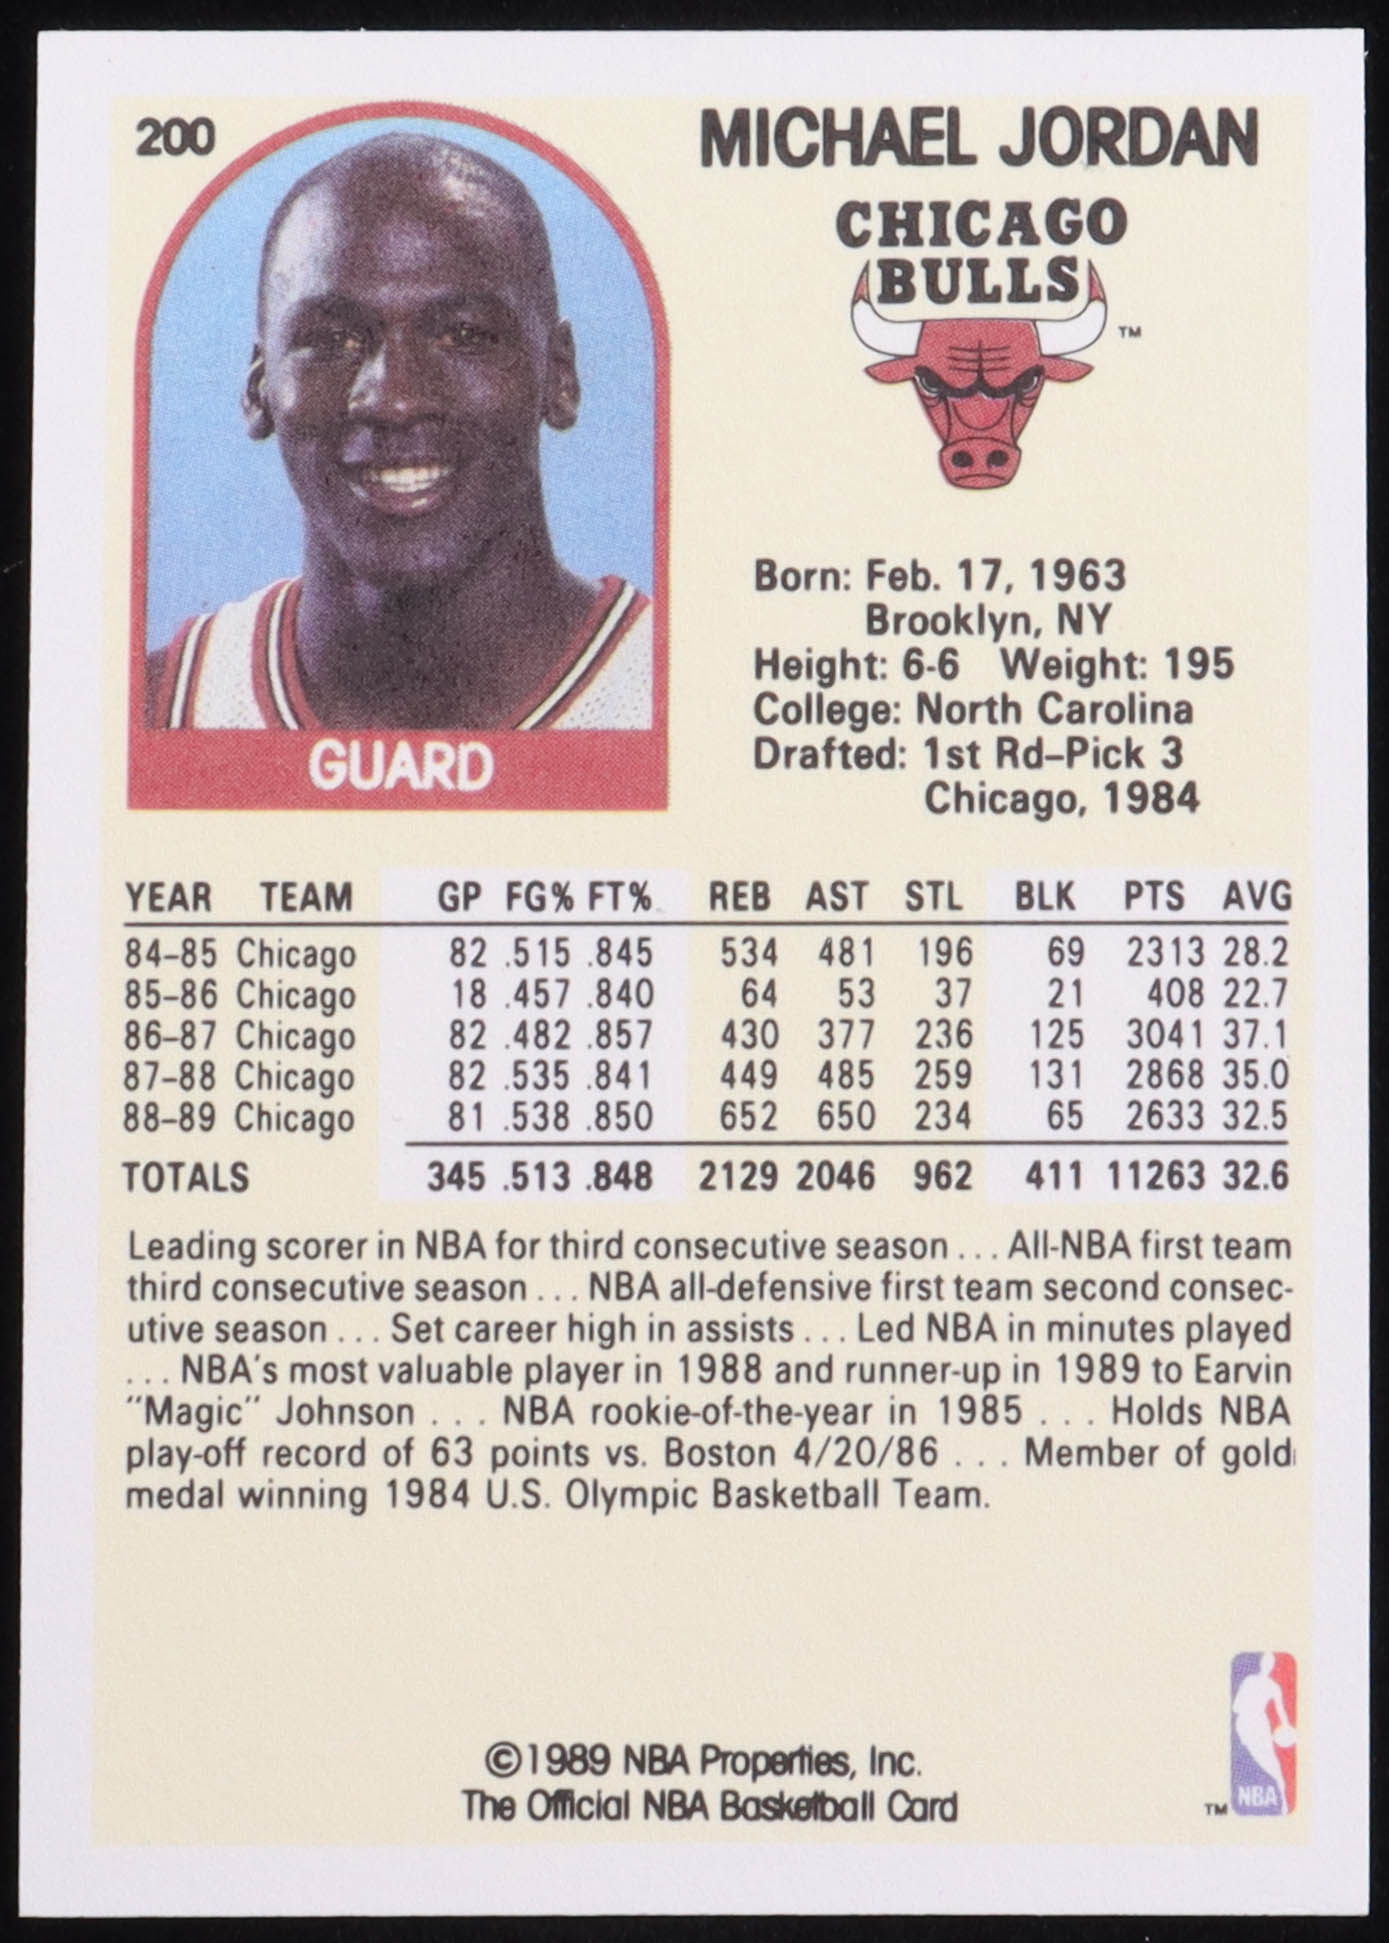 200
MICHAEL JORDAN
CHICAGO
BULLS
TM
GUARD
Born: Feb. 17, 1963
Brooklyn, NY
Height: 6-6 Weight: 195
College: North Carolina
Drafted: 1st Rd–Pick 3
Chicago, 1984
YEAR TEAM GP FG% FT% REB AST STL BLK PTS AVG
84–85 Chicago 82 .515 .845 534 481 196 69 2313 28.2
85–86 Chicago 18 .457 .840 64 53 37 21 408 22.7
86–87 Chicago 82 .482 .857 430 377 236 125 3041 37.1
87–88 Chicago 82 .535 .841 449 485 259 131 2868 35.0
88–89 Chicago 81 .538 .850 652 650 234 65 2633 32.5
TOTALS 345 .513 .848 2129 2046 962 411 11263 32.6
Leading scorer in NBA for third consecutive season . . . All-NBA first team
third consecutive season . . . NBA all-defensive first team second consec-
utive season . . . Set career high in assists . . . Led NBA in minutes played
. . . NBA's most valuable player in 1988 and runner-up in 1989 to Earvin
"Magic" Johnson . . . NBA rookie-of-the-year in 1985 . . . Holds NBA
play-off record of 63 points vs. Boston 4/20/86 . . . Member of gold
medal winning 1984 U.S. Olympic Basketball Team.
©1989 NBA Properties, Inc.
The Official NBA Basketball Card
TM
NBA